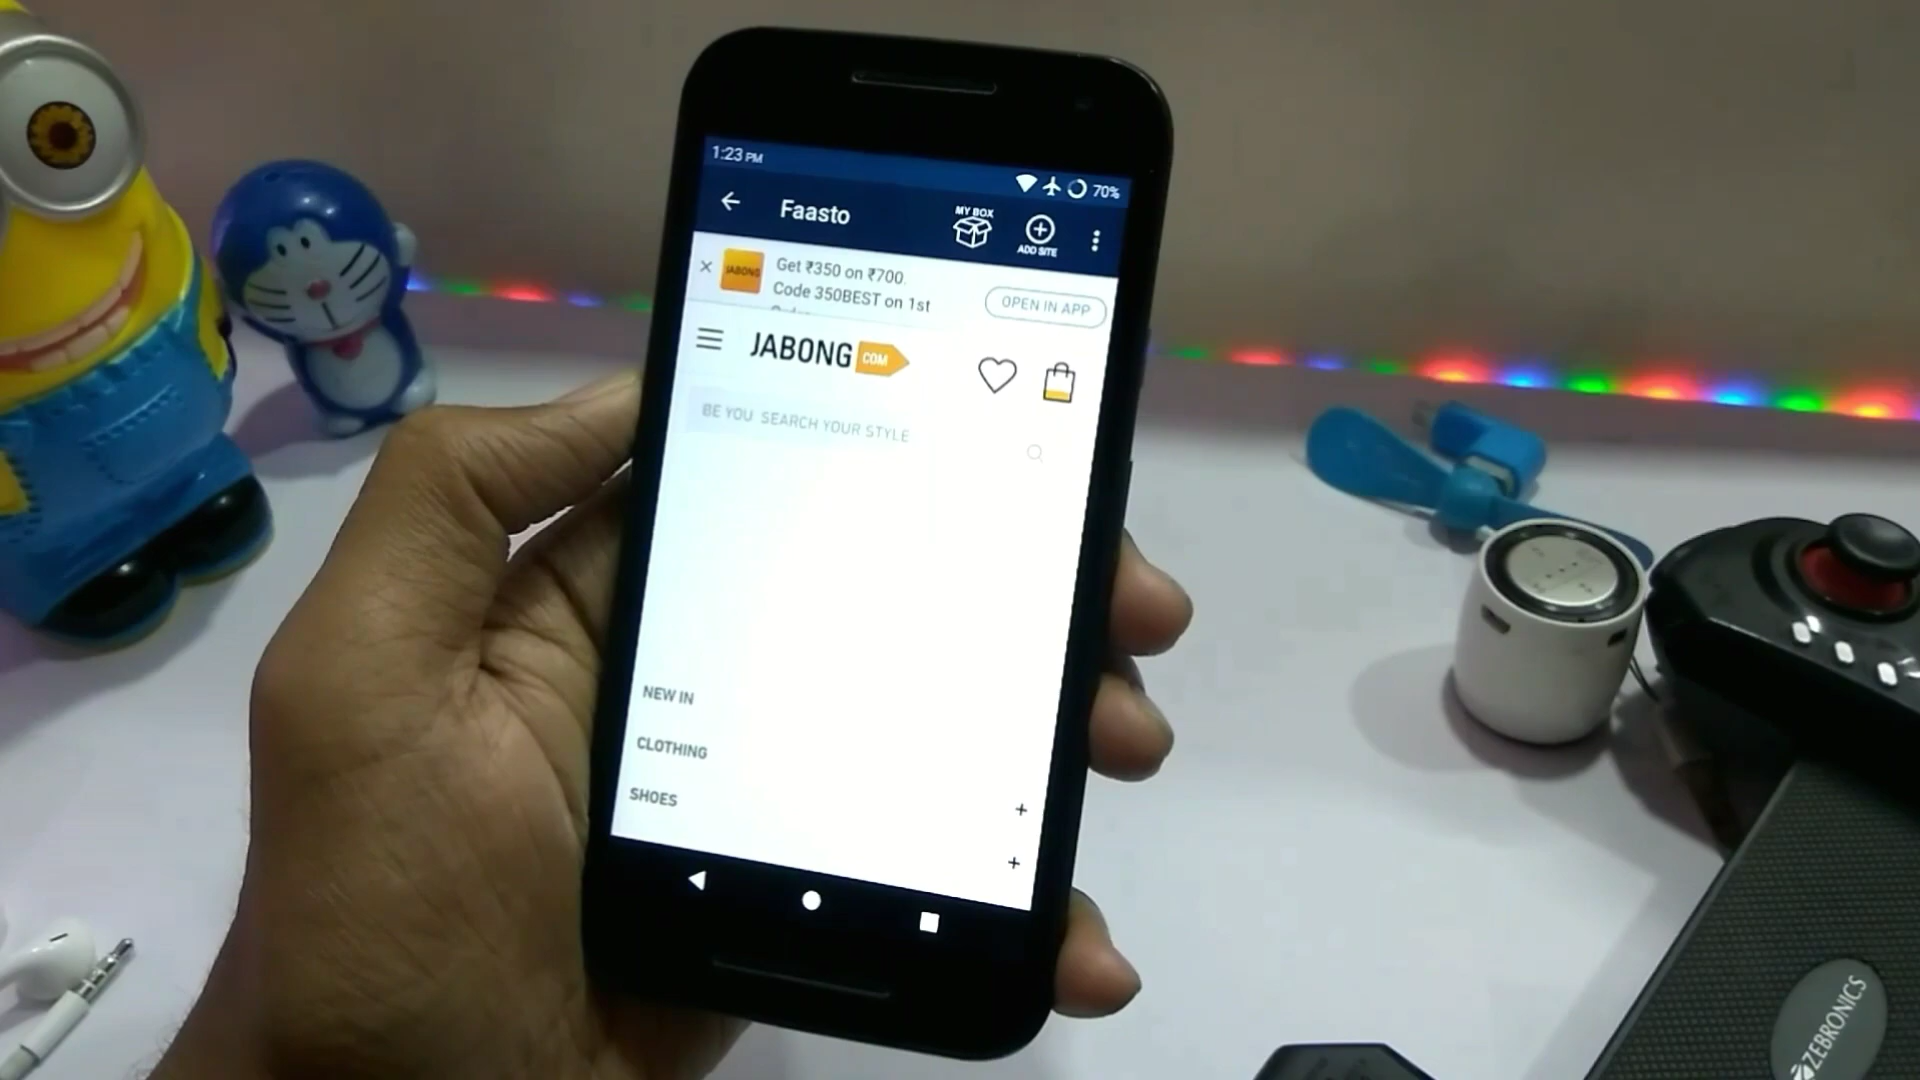 1:23 PM
70%
Faasto
MY BOX
ADD SITE
JABONG
Get ₹350 on ₹700.
Code 350BEST on 1st
OPEN IN APP
JABONG COM
BE YOU SEARCH YOUR STYLE
NEW IN
CLOTHING
SHOES
+
+
ZEBRONICS